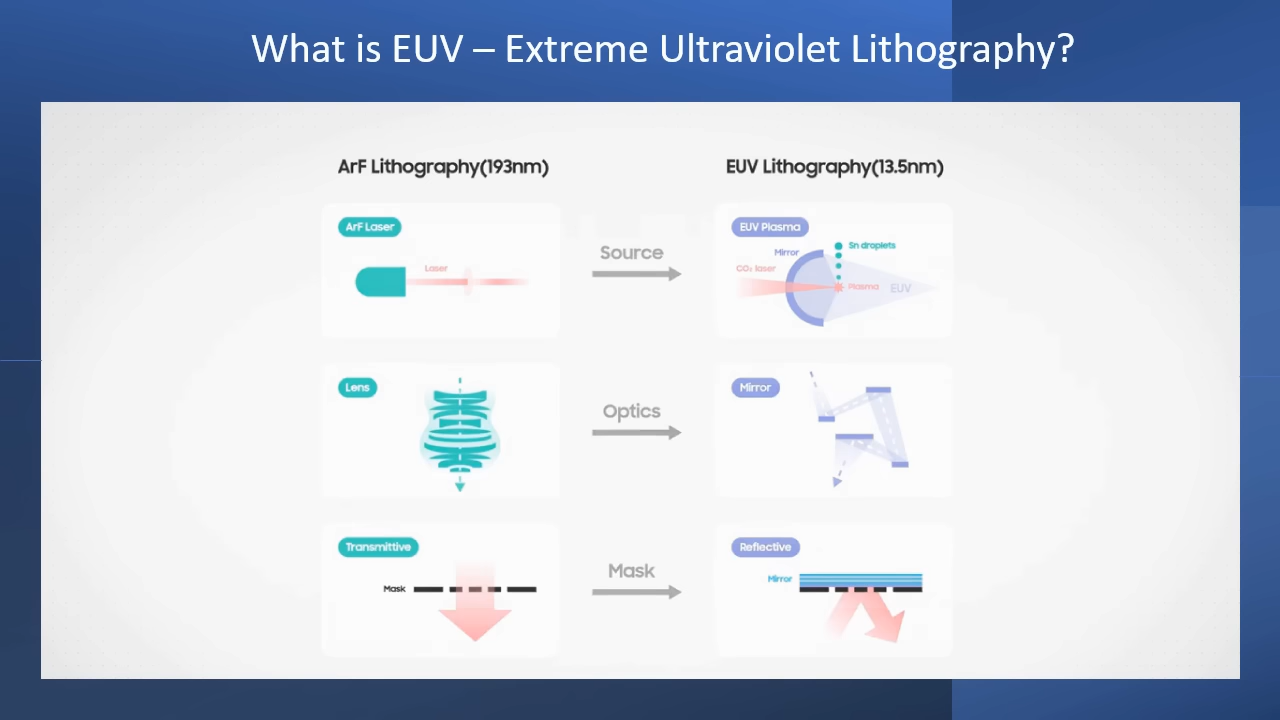 What is EUV – Extreme Ultraviolet Lithography?
ArF Lithography(193nm)
EUV Lithography(13.5nm)
ArF Laser
Laser
Source
EUV Plasma
Mirror
Sn droplets
CO₂ laser
Plasma
EUV
Lens
Optics
Mirror
Transmittive
Mask
Mask
Reflective
Mirror